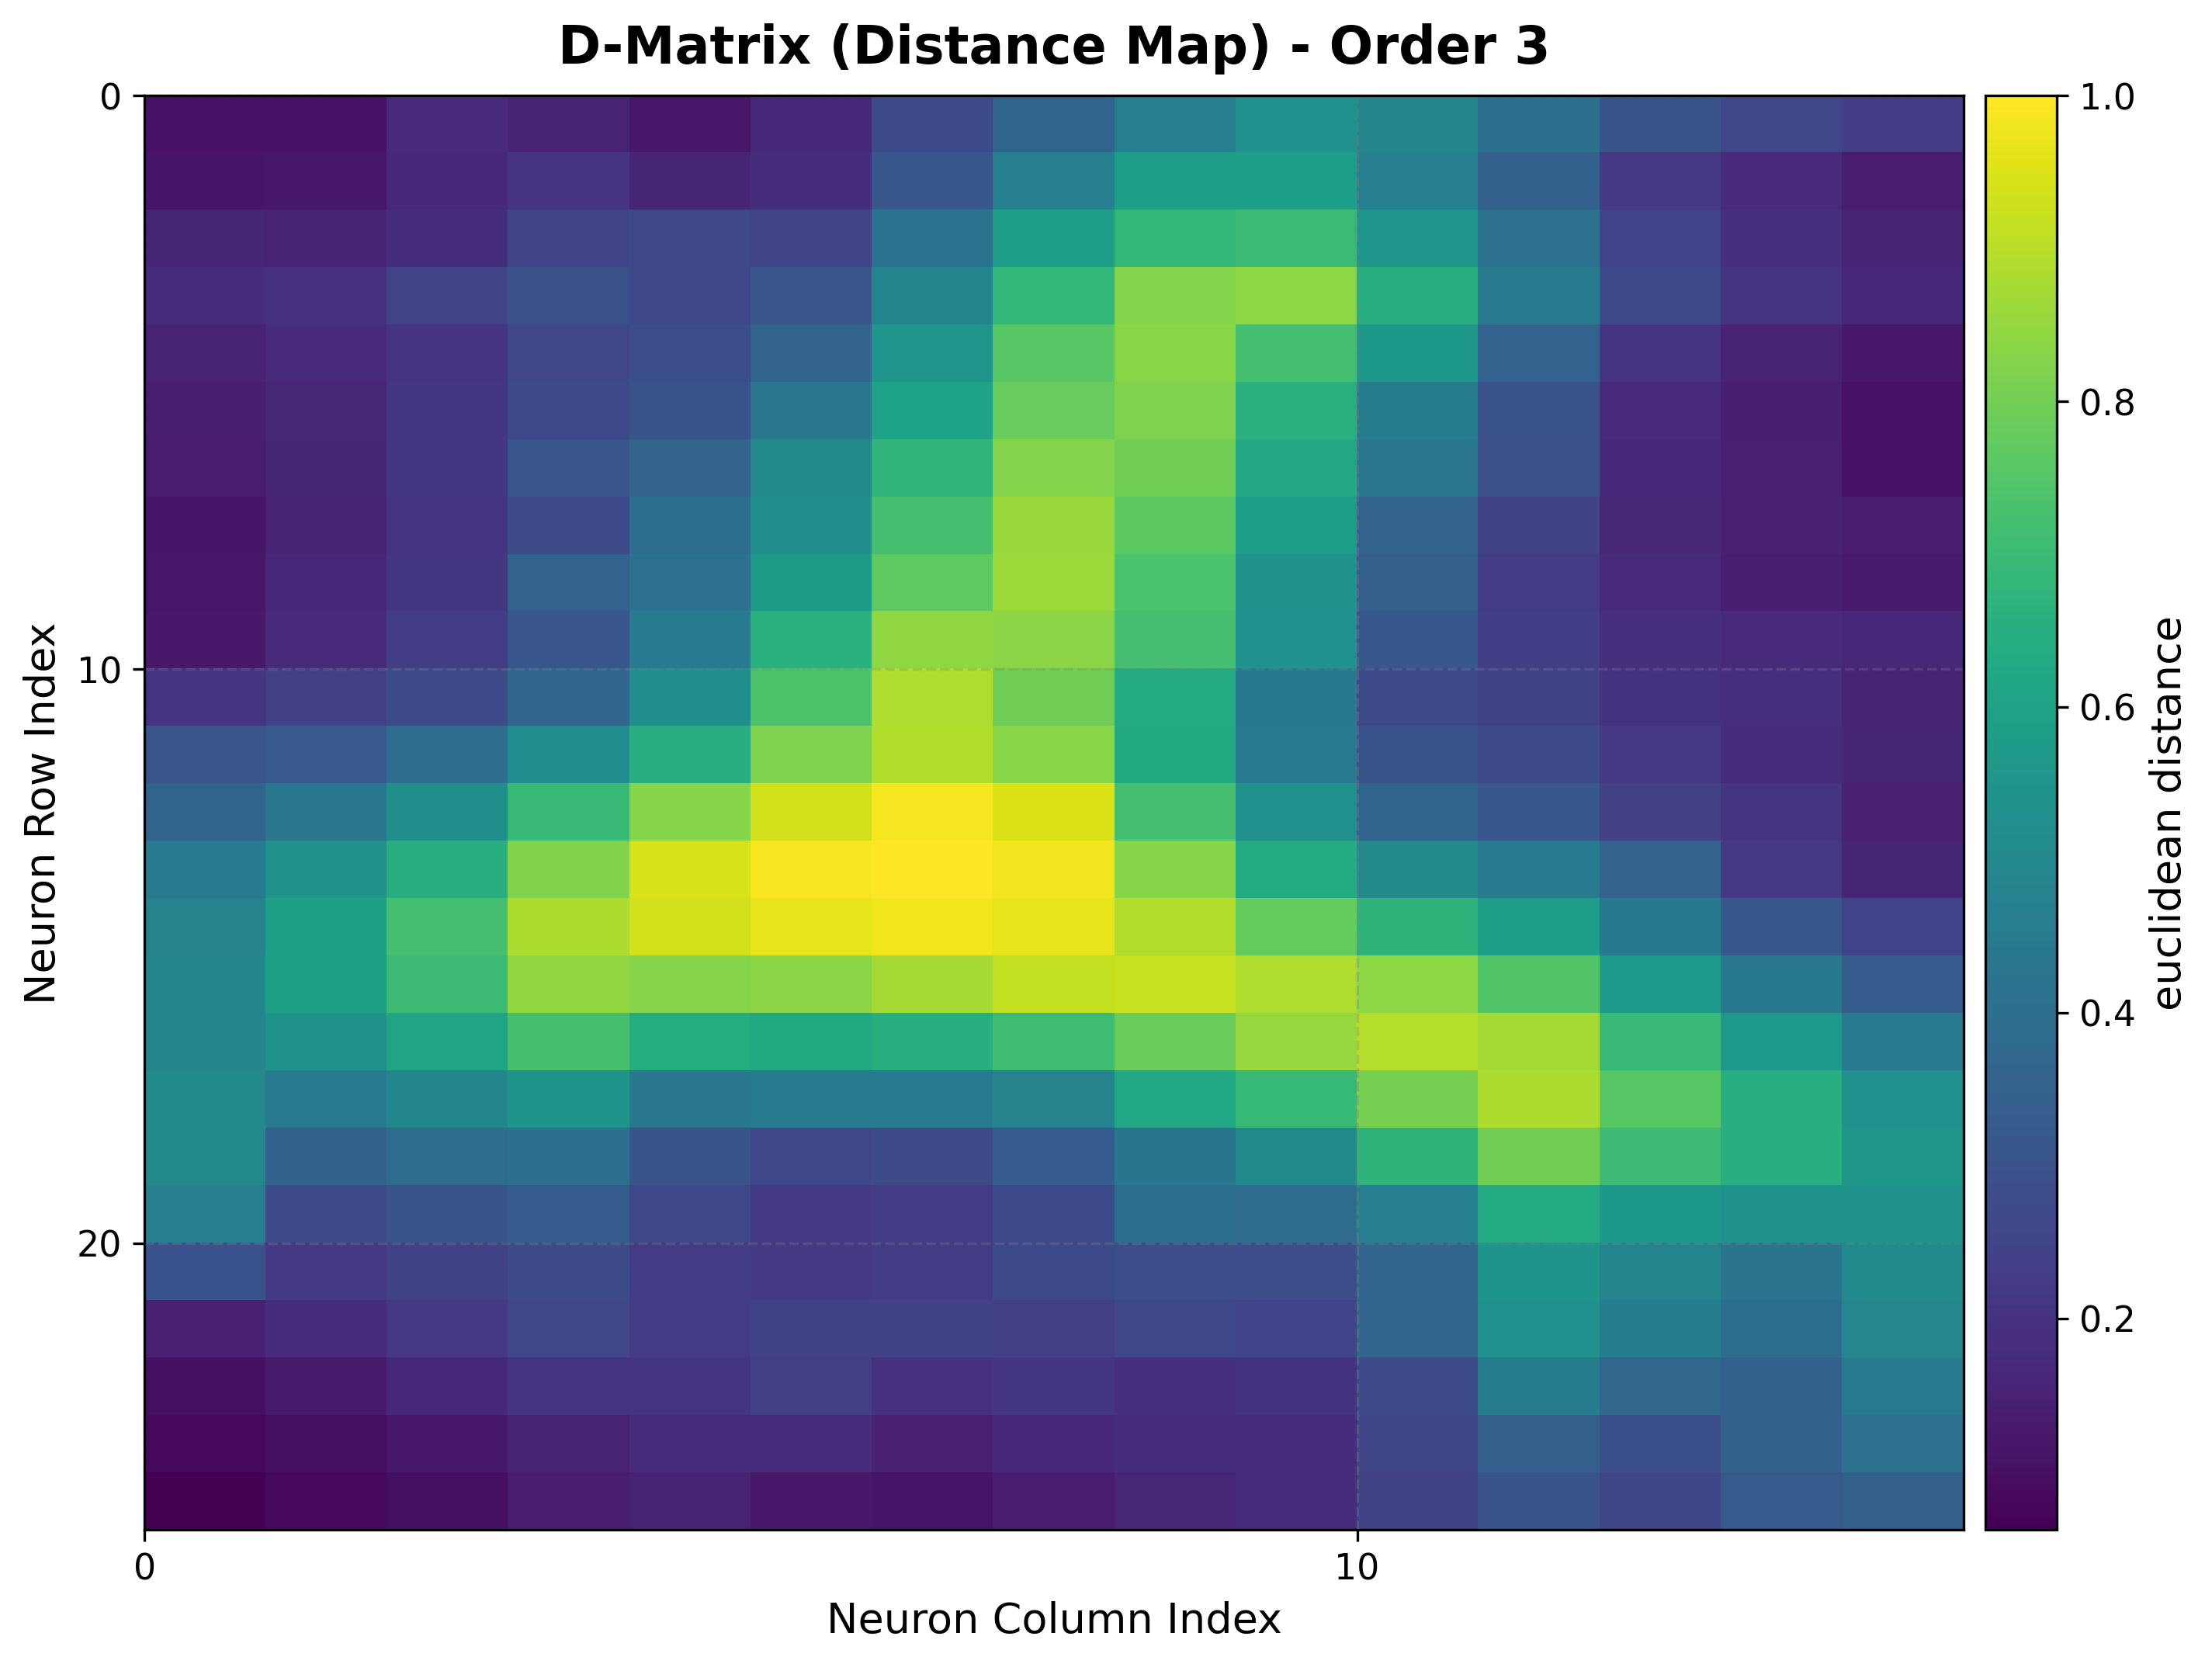 D-Matrix (Distance Map) - Order 3
0
10
20
Neuron Row Index
0
10
Neuron Column Index
1.0
0.8
0.6
0.4
0.2
euclidean distance